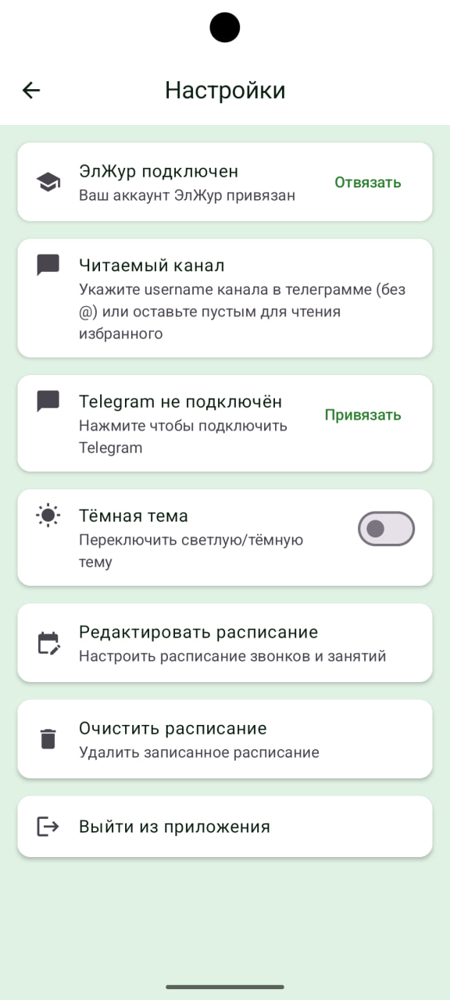 Настройки
ЭлЖур подключен
Ваш аккаунт ЭлЖур привязан
Отвязать
Читаемый канал
Укажите username канала в телеграмме (без
@) или оставьте пустым для чтения
избранного
Telegram не подключён
Нажмите чтобы подключить
Telegram
Привязать
Тёмная тема
Переключить светлую/тёмную
тему
Редактировать расписание
Настроить расписание звонков и занятий
Очистить расписание
Удалить записанное расписание
Выйти из приложения